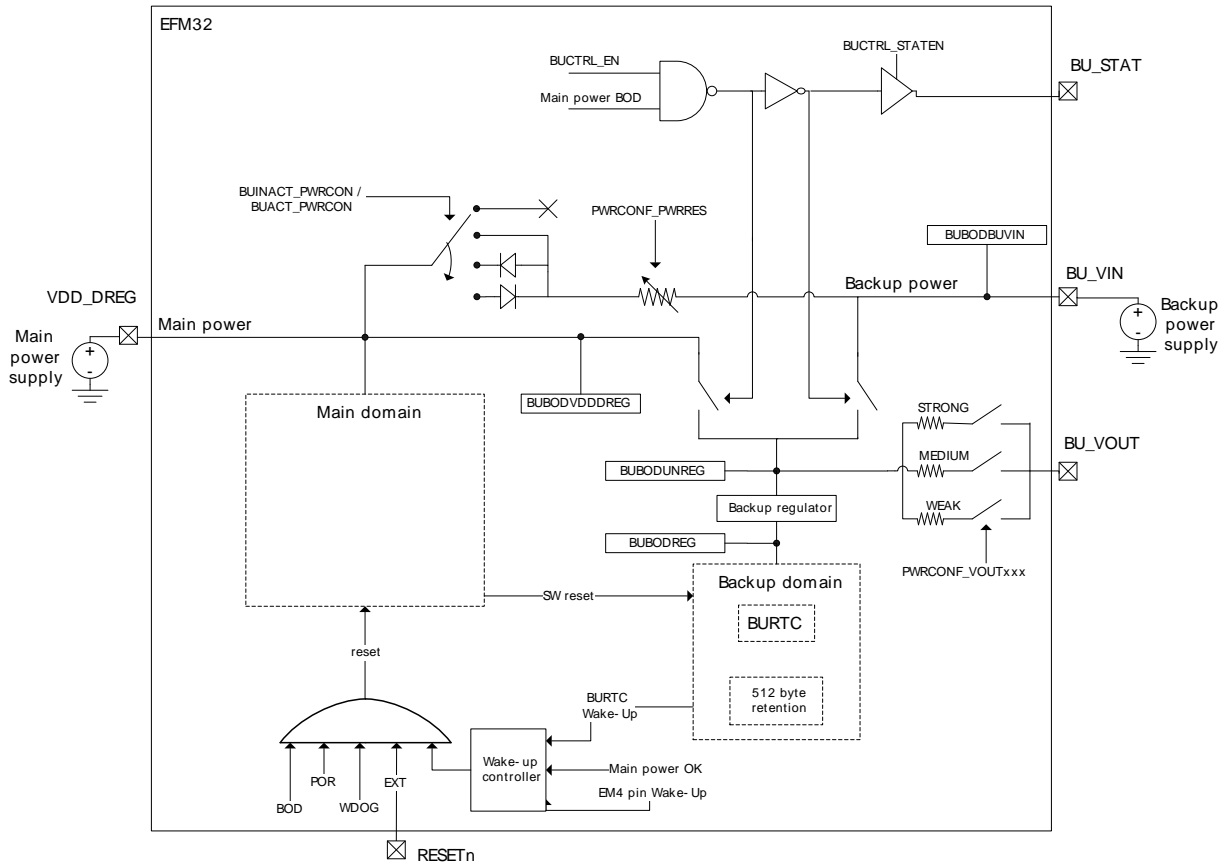 EFM32
BUCTRL_STATEN
BUCTRL_EN
BU_STAT
Main power BOD
BUINACT_PWRCON /
BUACT_PWRCON
PWRCONF_PWRRES
BUBODBUVIN
VDD_DREG
Backup power
BU_VIN
Main power
Main
power
supply
+
-
+
-
Backup
power
supply
Main domain
BUBODVDDDREG
STRONG
MEDIUM
WEAK
BU_VOUT
BUBODUNREG
Backup regulator
BUBODREG
PWRCONF_VOUTxxx
Backup domain
SW reset
BURTC
reset
512 byte
retention
BURTC
Wake-Up
Wake-up
controller
Main power OK
EM4 pin Wake-Up
BOD
POR
WDOG
EXT
RESETn